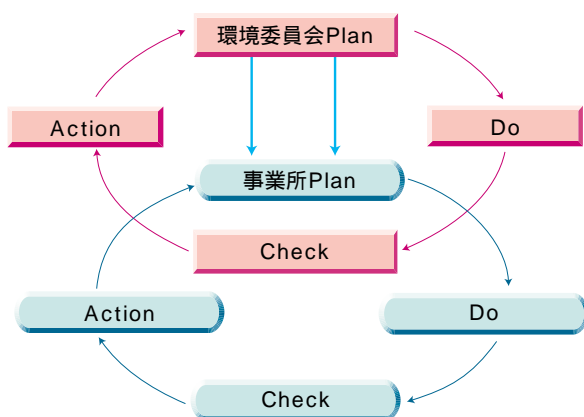 環境委員会Plan
Action
Do
事業所Plan
Check
Action
Do
Check